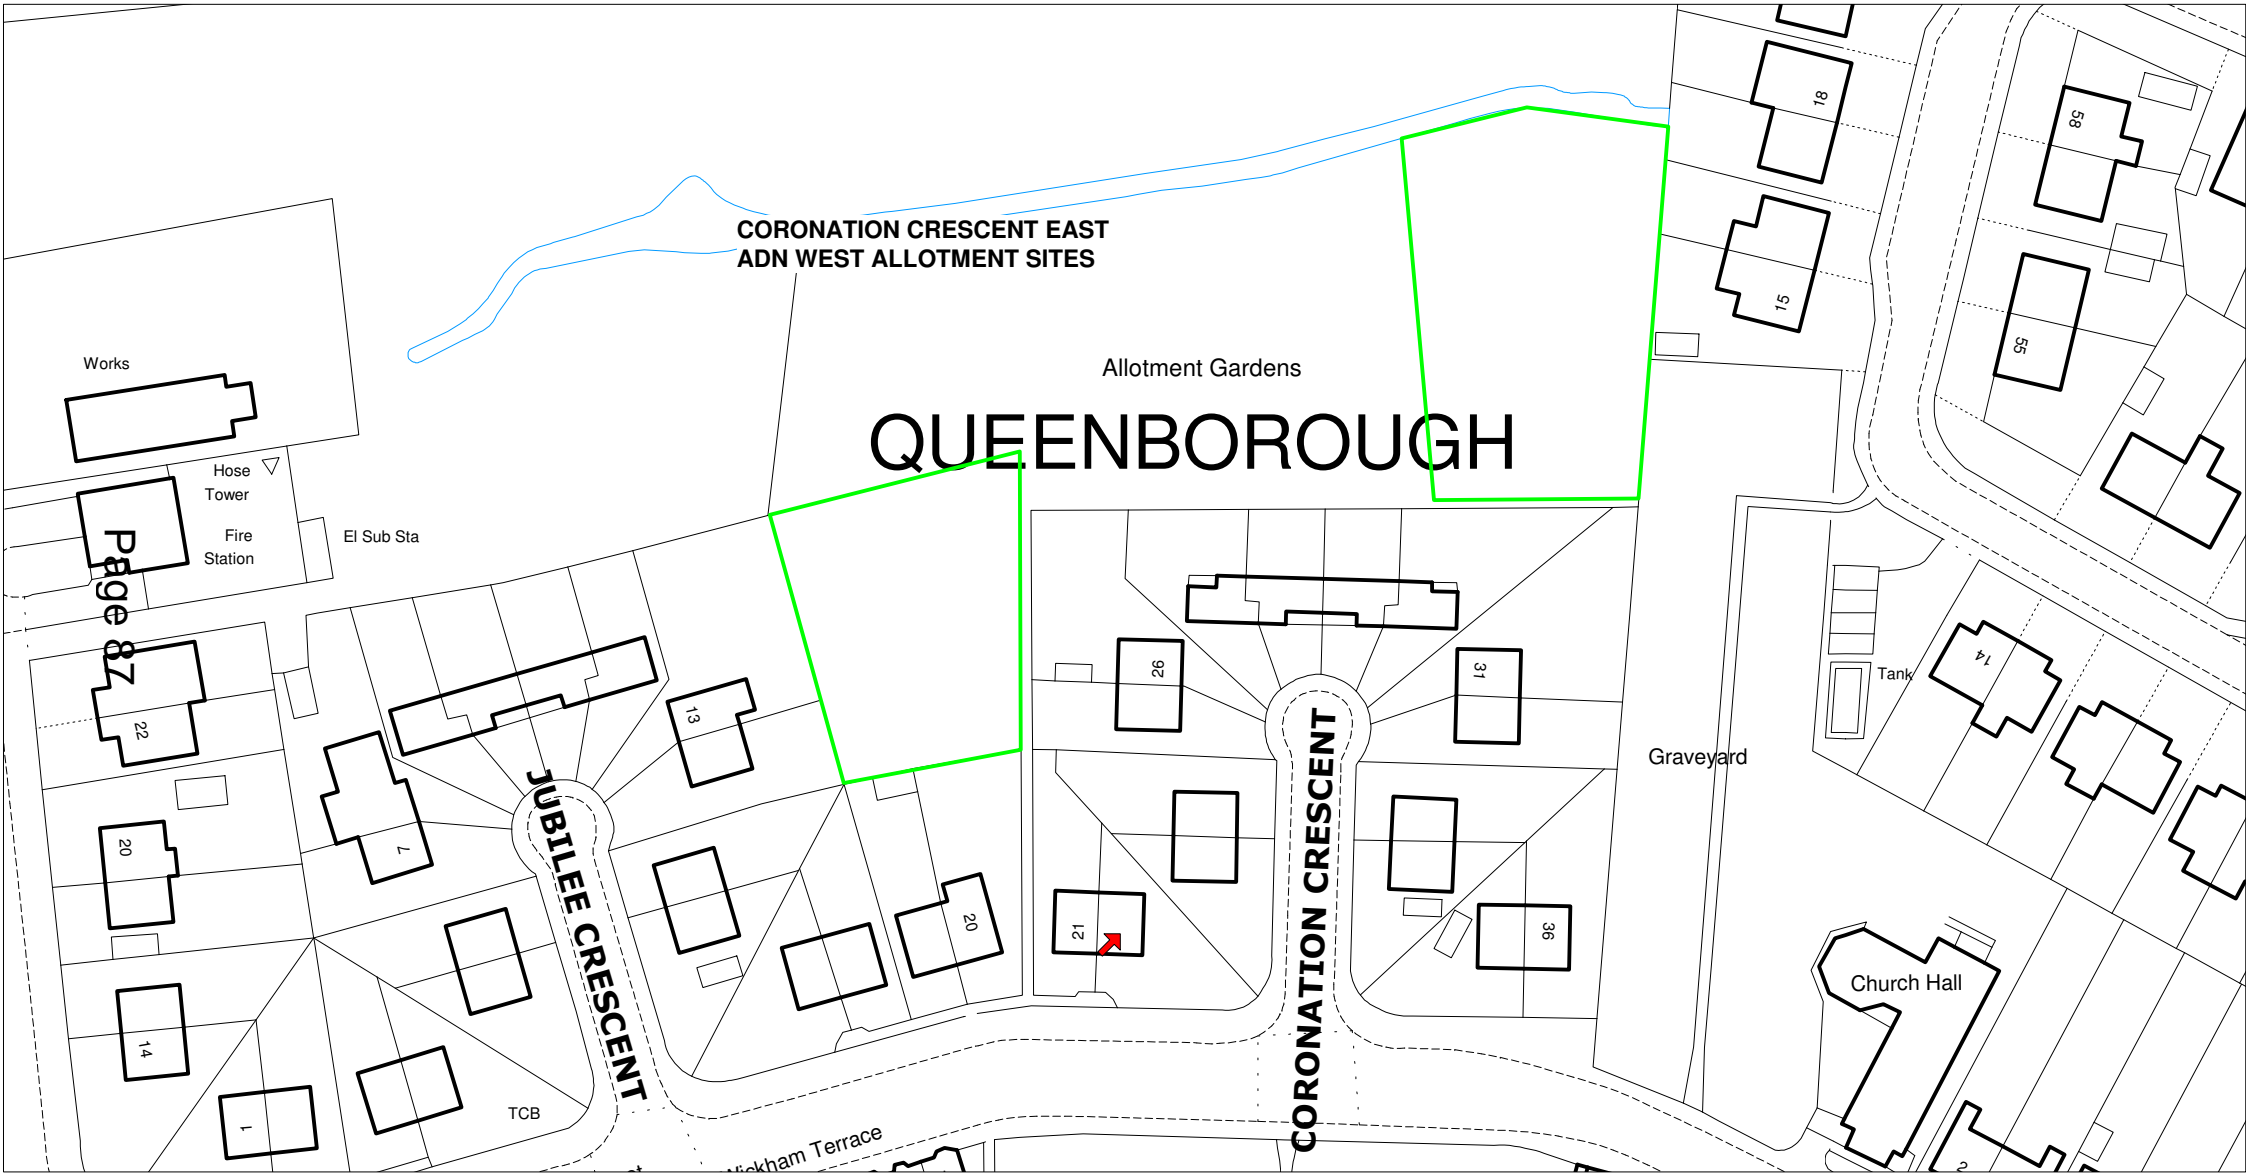 18
58
CORONATION CRESCENT EAST
ADN WEST ALLOTMENT SITES
15
55
Works
Allotment Gardens
QUEENBOROUGH
Hose
Tower
Fire
Station
El Sub Sta
Page 87
22
13
26
31
Tank
14
Graveyard
20
7
JUBILEE CRESCENT
CORONATION CRESCENT
20
21
36
Church Hall
14
1
TCB
Wickham Terrace
2